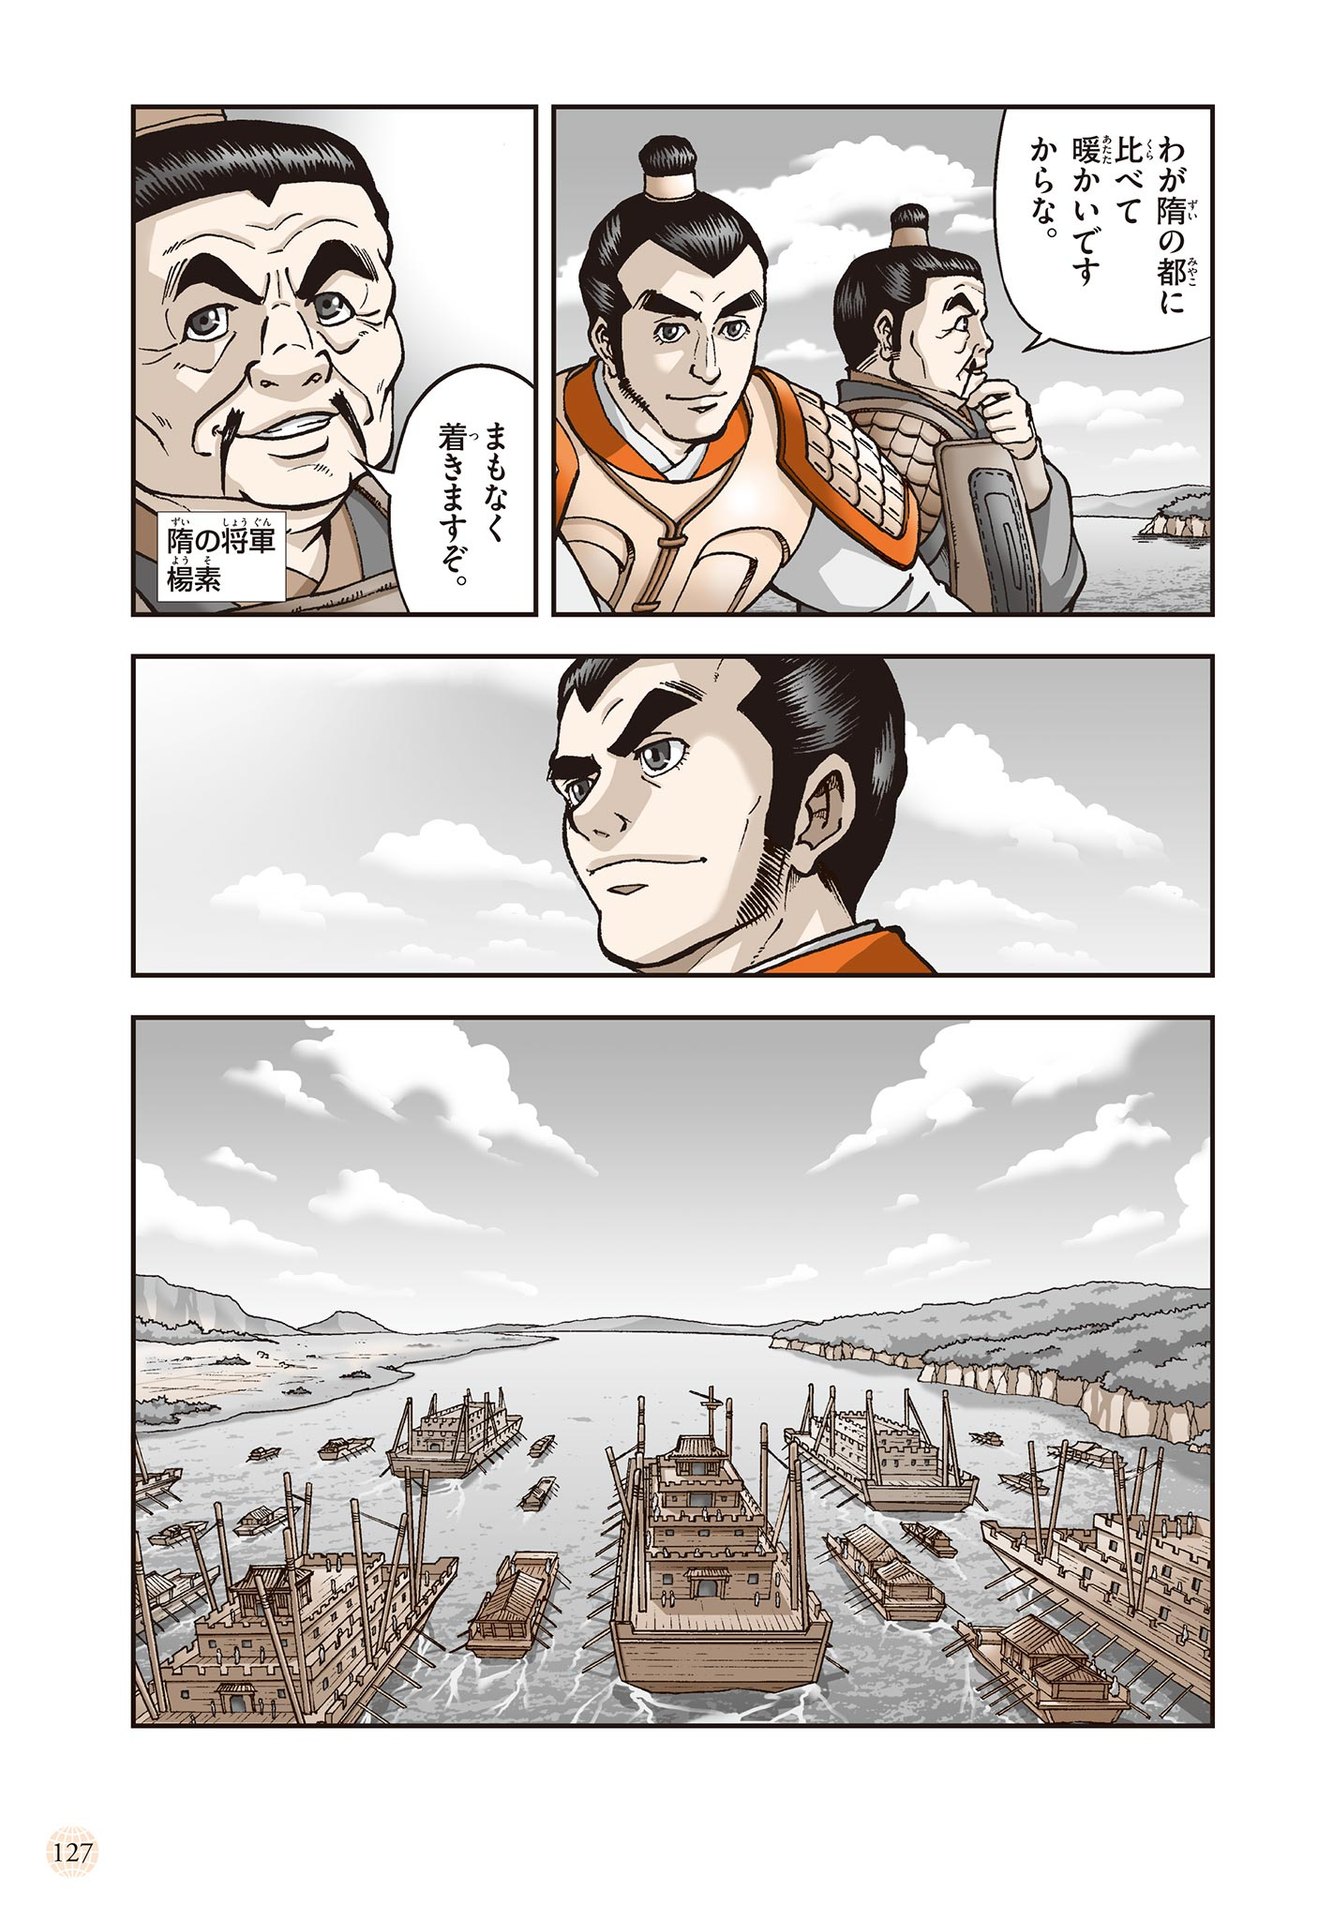 わが隋の都に
比べて
暖かいです
からな。
まもなく
着きますぞ。
隋の将軍
楊素
127